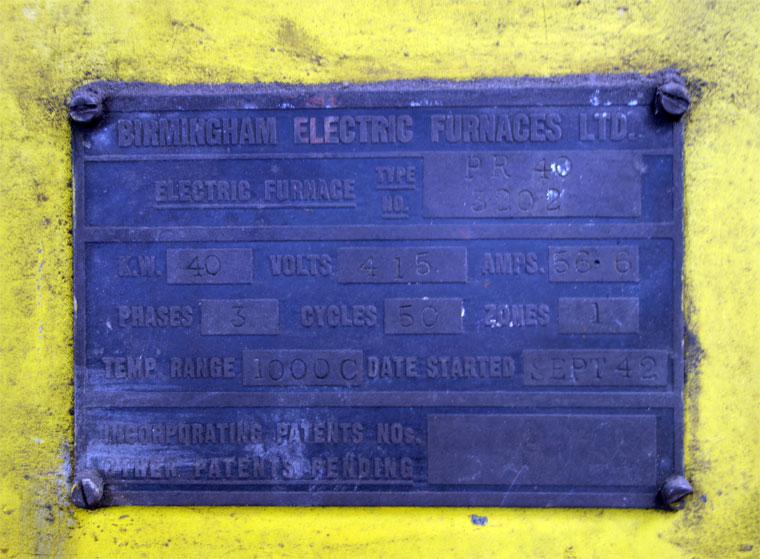 BIRMINGHAM ELECTRIC FURNACES LTD.
ELECTRIC FURNACE TYPE NO. PR 40 3202
K.W. 40 VOLTS 415 AMPS. 56.6
PHASES 3 CYCLES 50 ZONES 1
TEMP. RANGE 1000C DATE STARTED SEPT 42
INCORPORATING PATENTS NOS.
OTHER PATENTS PENDING